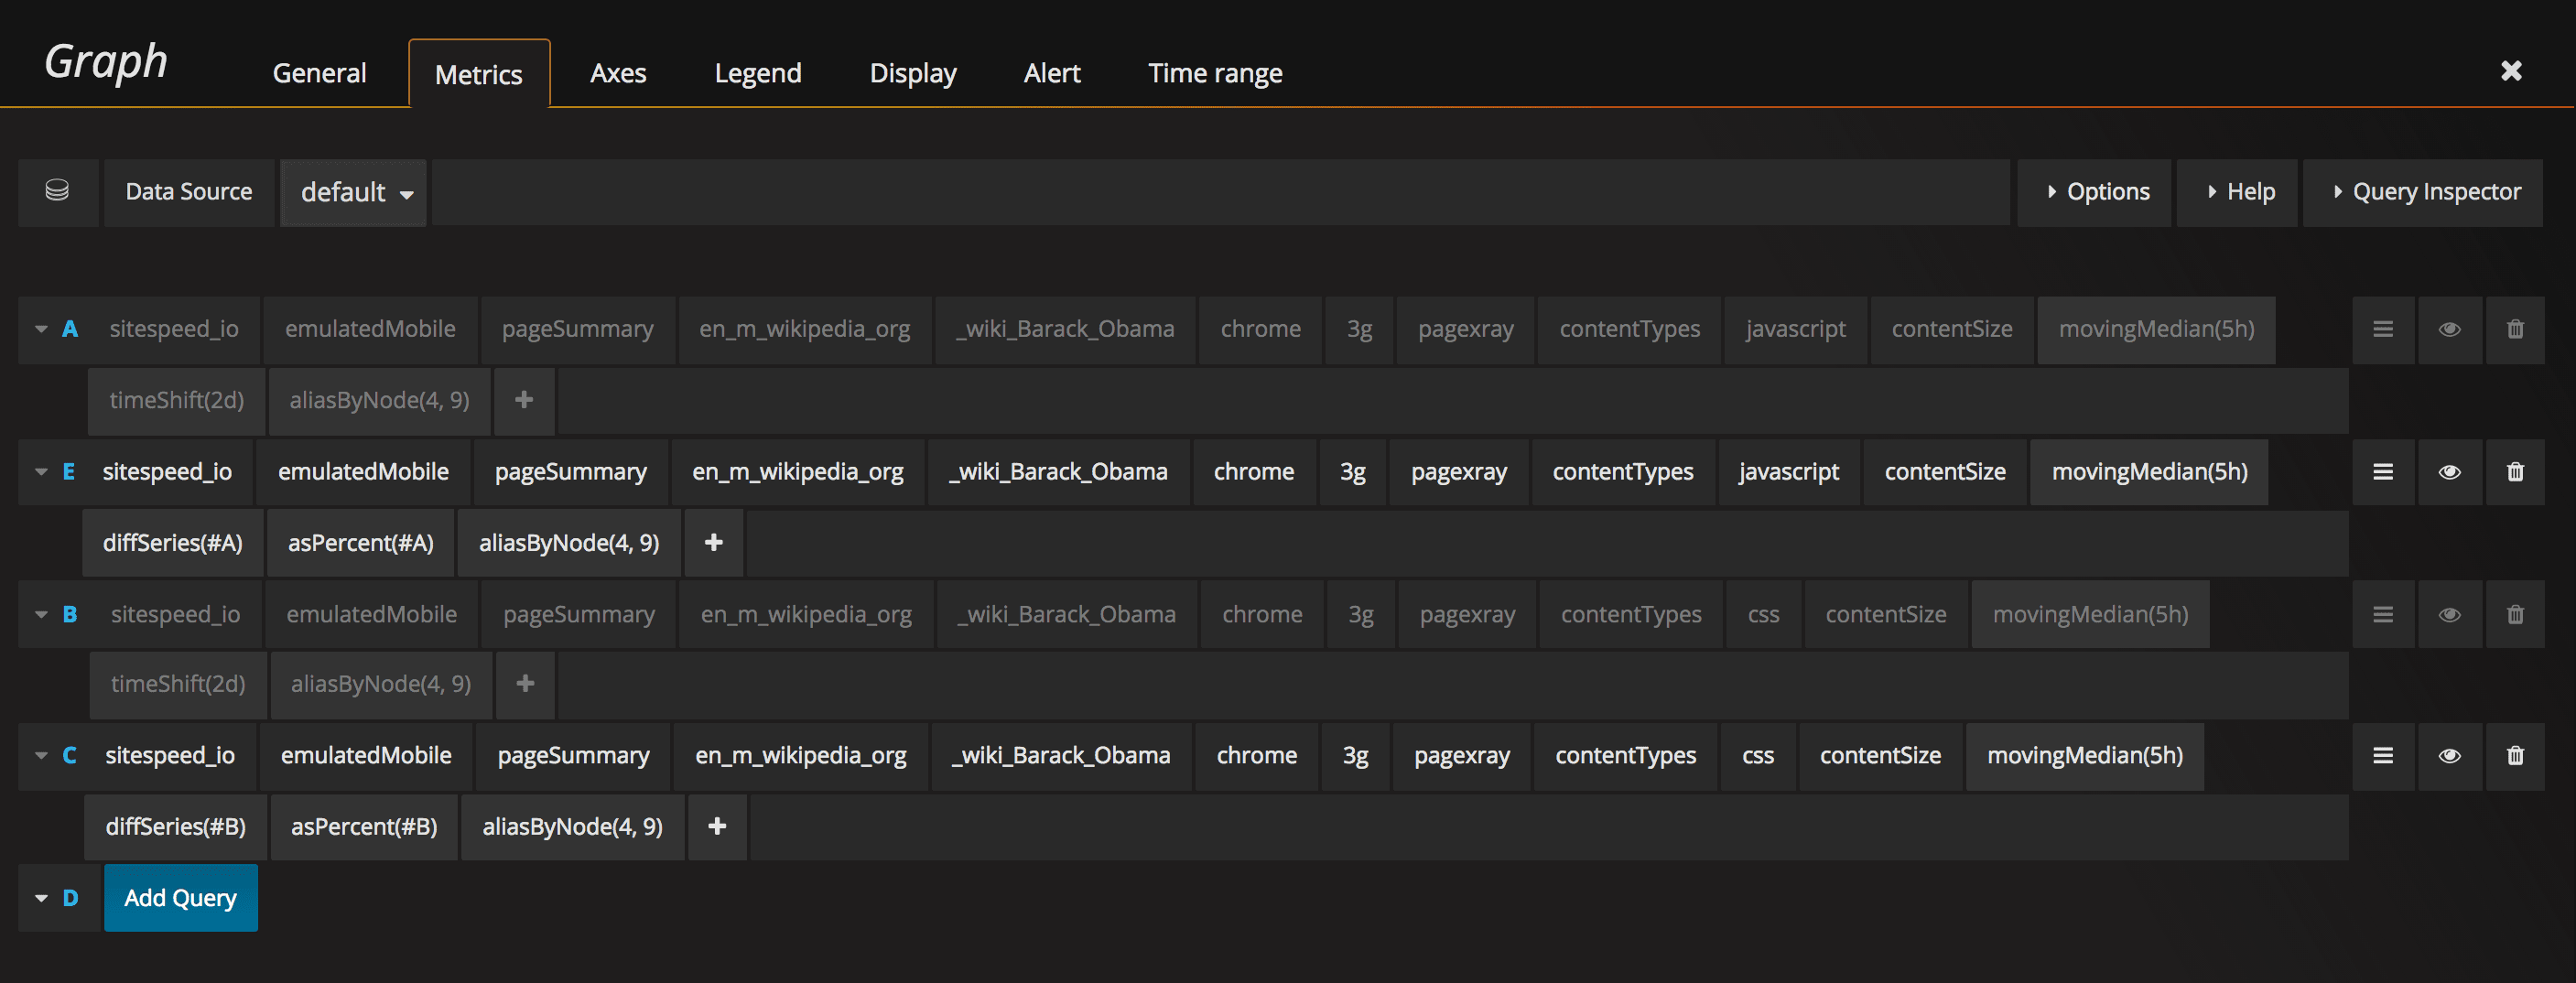 Graph General Metrics Axes Legend Display Alert Time range
Data Source default Options Help Query Inspector
A sitespeed_io emulatedMobile pageSummary en_m_wikipedia_org _wiki_Barack_Obama chrome 3g pagexray contentTypes javascript contentSize movingMedian(5h)
timeShift(2d) aliasByNode(4, 9) +
E sitespeed_io emulatedMobile pageSummary en_m_wikipedia_org _wiki_Barack_Obama chrome 3g pagexray contentTypes javascript contentSize movingMedian(5h)
diffSeries(#A) asPercent(#A) aliasByNode(4, 9) +
B sitespeed_io emulatedMobile pageSummary en_m_wikipedia_org _wiki_Barack_Obama chrome 3g pagexray contentTypes css contentSize movingMedian(5h)
timeShift(2d) aliasByNode(4, 9) +
C sitespeed_io emulatedMobile pageSummary en_m_wikipedia_org _wiki_Barack_Obama chrome 3g pagexray contentTypes css contentSize movingMedian(5h)
diffSeries(#B) asPercent(#B) aliasByNode(4, 9) +
D Add Query